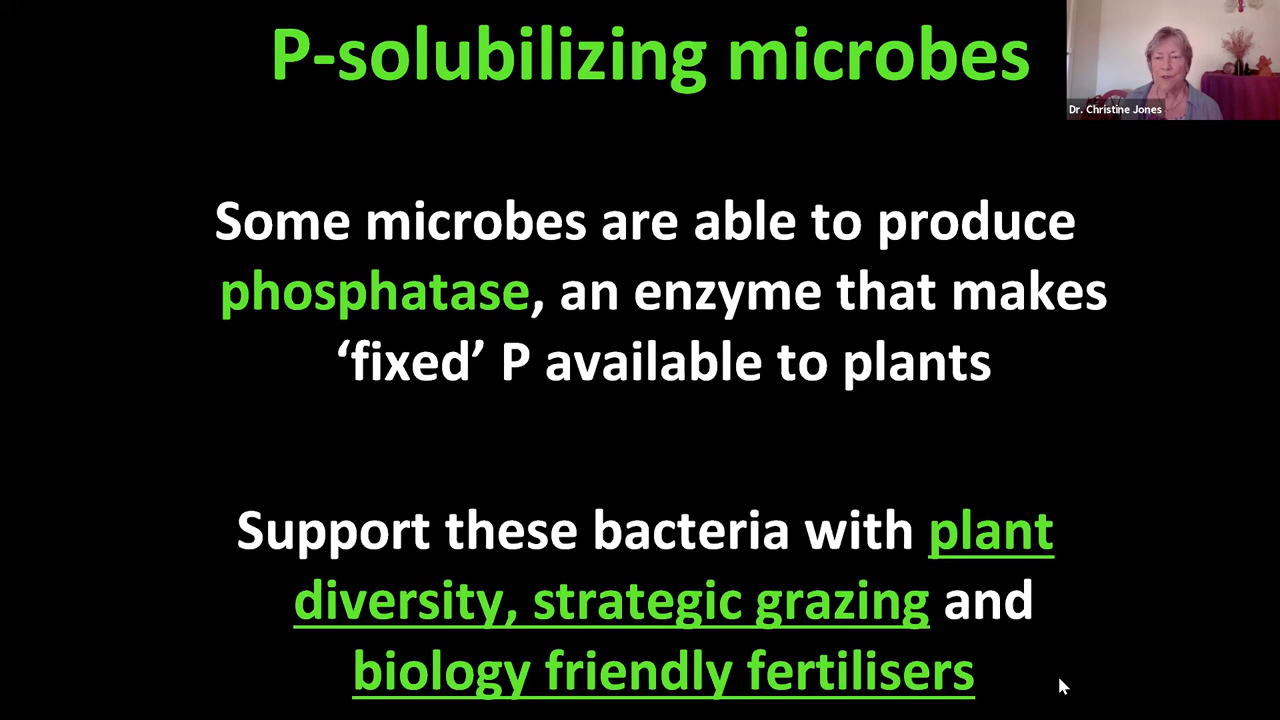 P-solubilizing microbes
Dr. Christine Jones
Some microbes are able to produce
phosphatase, an enzyme that makes
‘fixed’ P available to plants
Support these bacteria with plant
diversity, strategic grazing and
biology friendly fertilisers